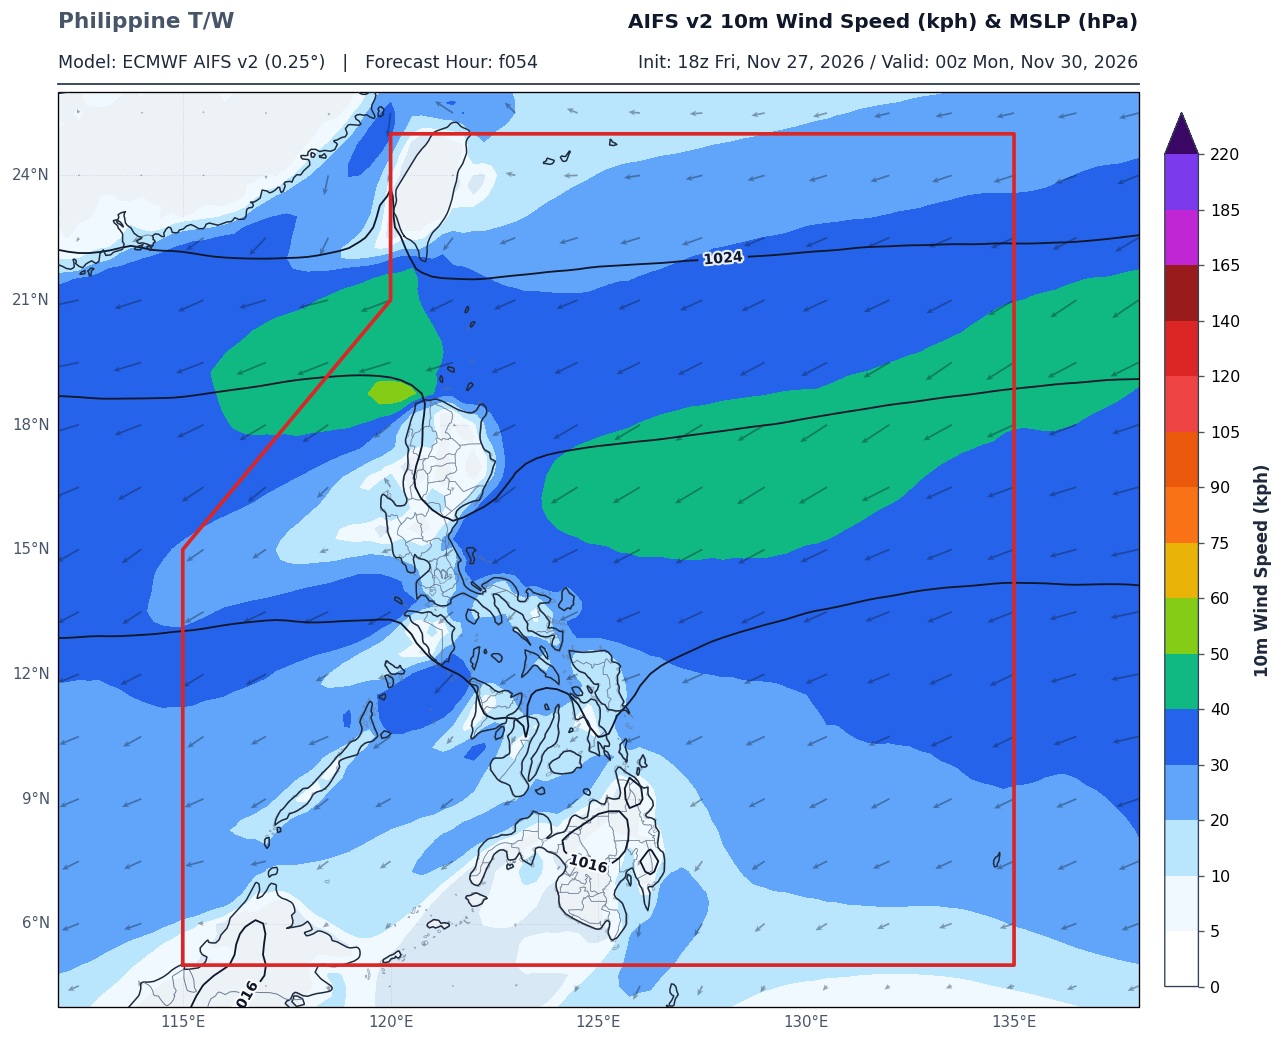 Philippine T/W
AIFS v2 10m Wind Speed (kph) & MSLP (hPa)
Model: ECMWF AIFS v2 (0.25°) | Forecast Hour: f054
Init: 18z Fri, Nov 27, 2026 / Valid: 00z Mon, Nov 30, 2026
24°N
21°N
18°N
15°N
12°N
9°N
6°N
115°E
120°E
125°E
130°E
135°E
1024
1016
016
220
185
165
140
120
105
90
75
60
50
40
30
20
10
5
0
10m Wind Speed (kph)